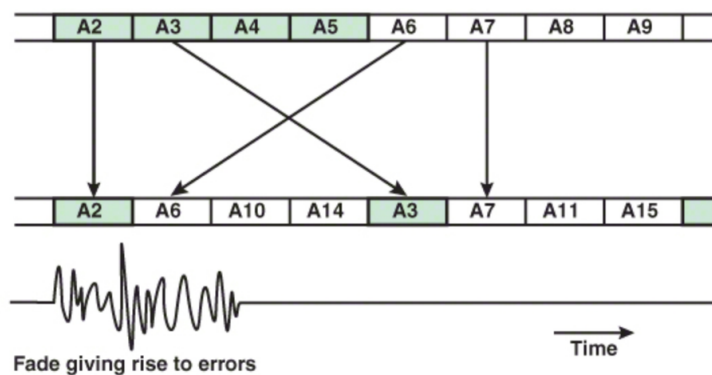 A2 A3 A4 A5 A6 A7 A8 A9
A2 A6 A10 A14 A3 A7 A11 A15
Time
Fade giving rise to errors